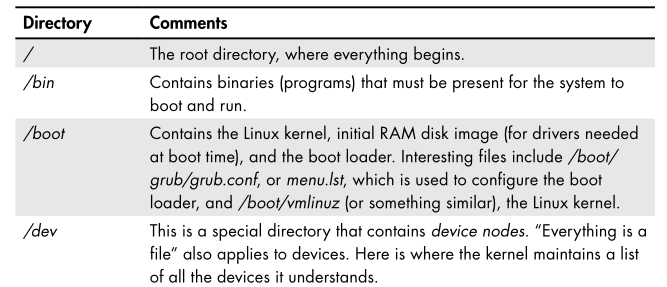 Directory Comments
/ The root directory, where everything begins.
/bin Contains binaries (programs) that must be present for the system to
boot and run.
/boot Contains the Linux kernel, initial RAM disk image (for drivers needed
at boot time), and the boot loader. Interesting files include /boot/
grub/grub.conf, or menu.lst, which is used to configure the boot
loader, and /boot/vmlinuz (or something similar), the Linux kernel.
/dev This is a special directory that contains device nodes. “Everything is a
file” also applies to devices. Here is where the kernel maintains a list
of all the devices it understands.